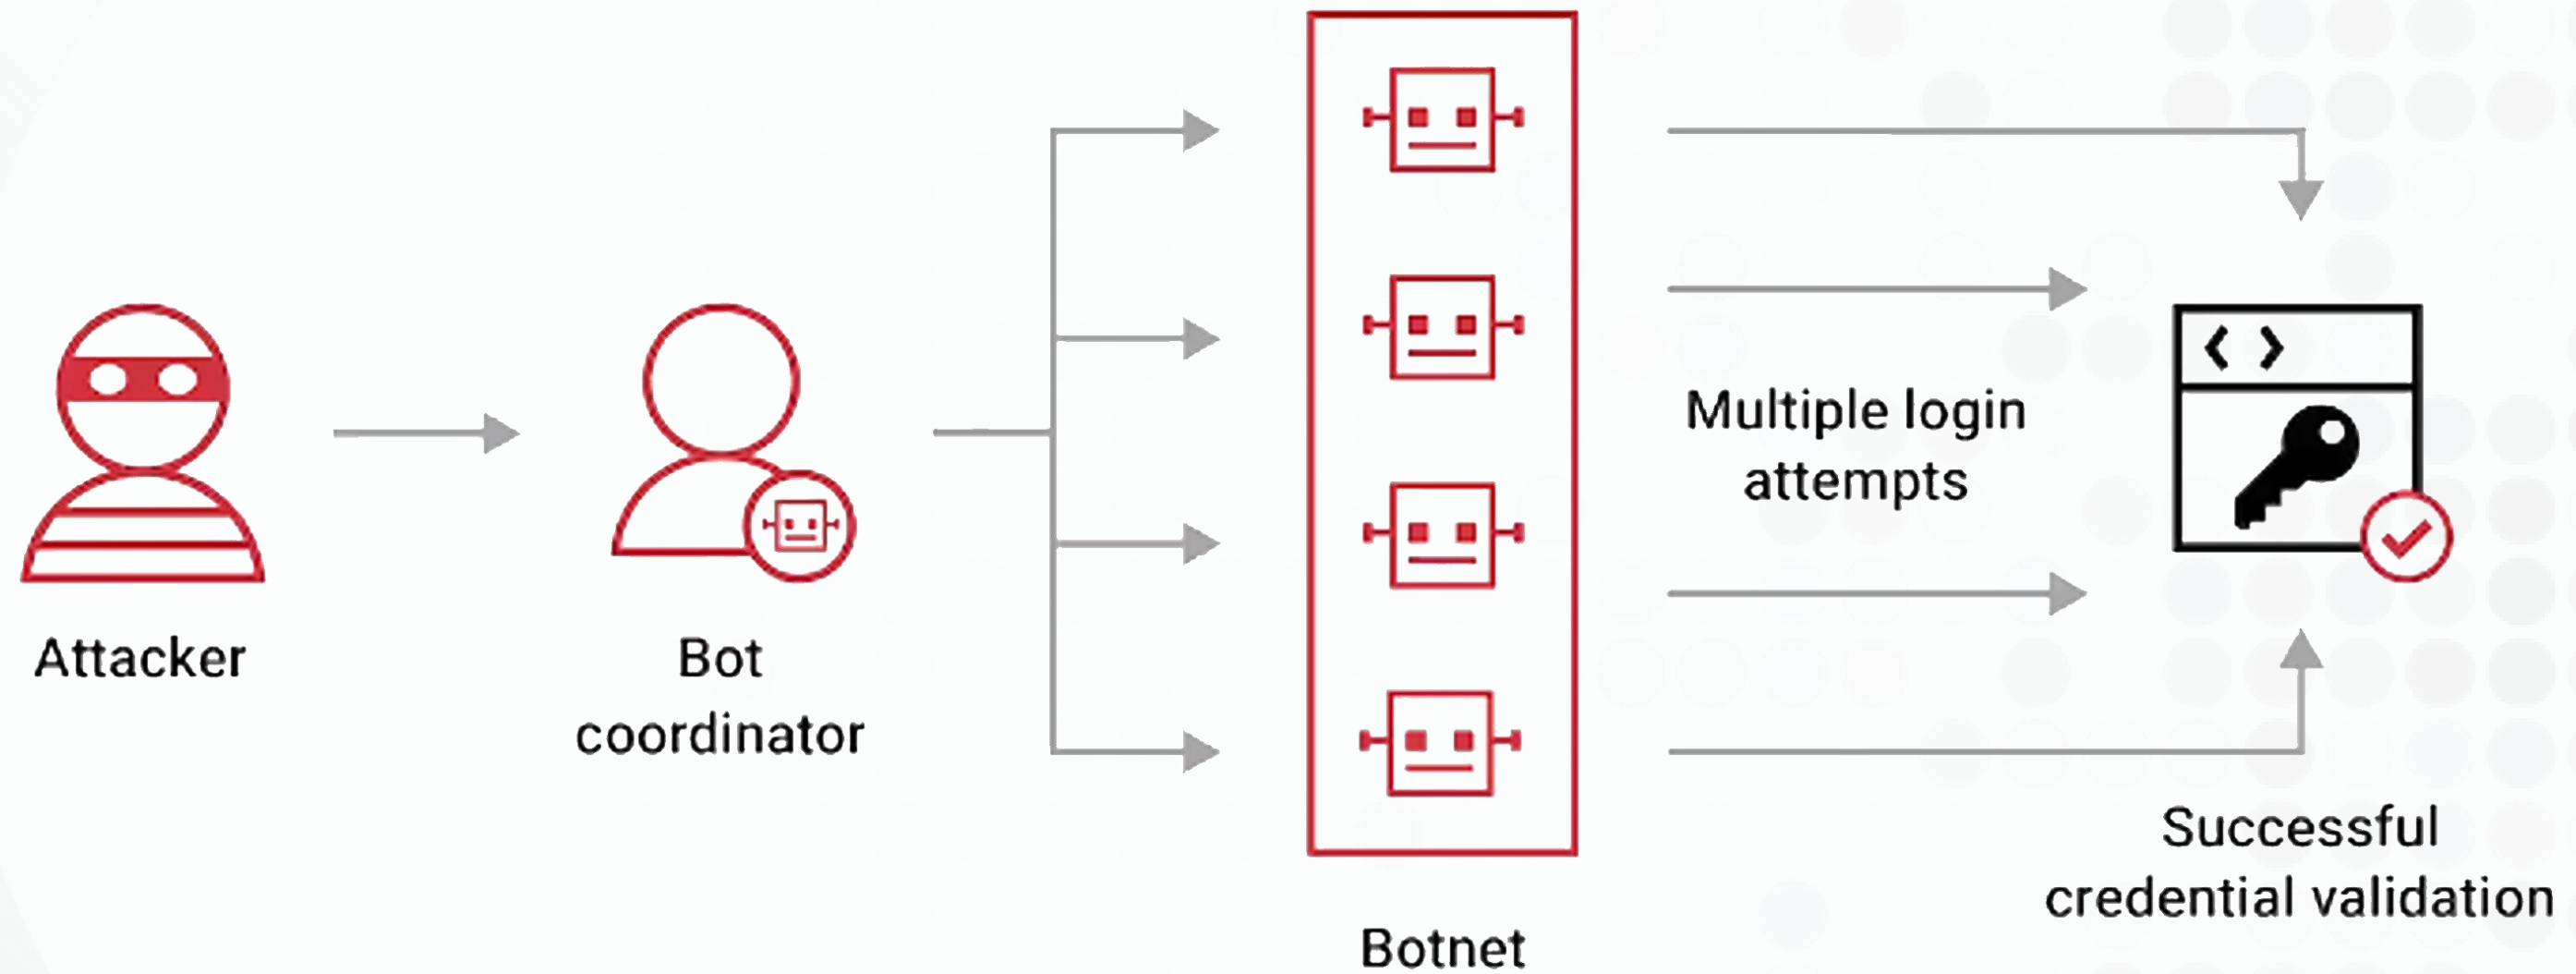 Attacker
Bot
coordinator
Botnet
Multiple login
attempts
Successful
credential validation